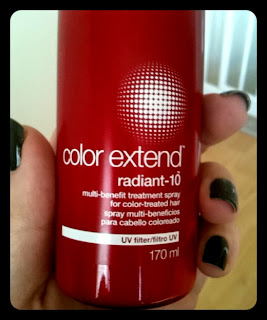 color extend™
radiant-10
multi-benefit treatment spray
for color-treated hair
spray multi-beneficios
para cabello coloreado
UV filter/filtro UV
170 ml